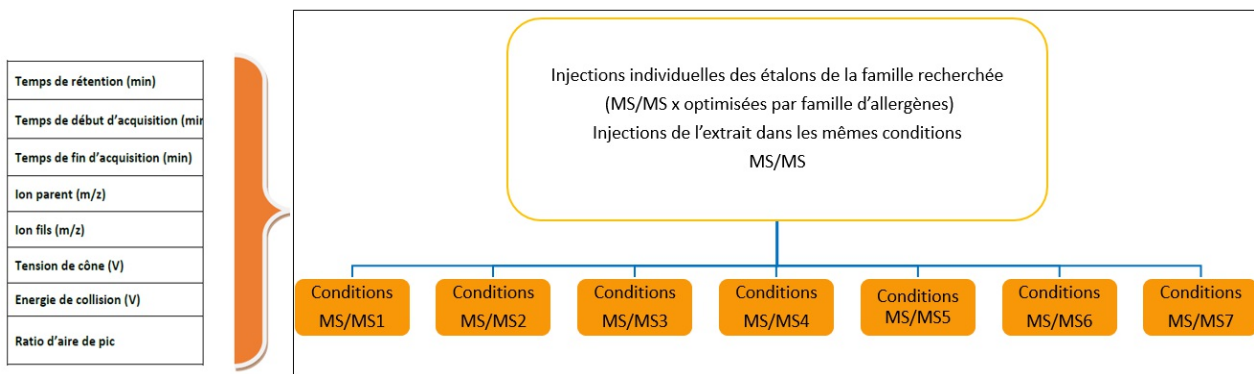 Temps de rétention (min)
Temps de début d'acquisition (min
Temps de fin d'acquisition (min)
Ion parent (m/z)
Ion fils (m/z)
Tension de cône (V)
Energie de collision (V)
Ratio d'aire de pic
Injections individuelles des étalons de la famille recherchée
(MS/MS x optimisées par famille d'allergènes)
Injections de l'extrait dans les mêmes conditions
MS/MS
Conditions
MS/MS1
Conditions
MS/MS2
Conditions
MS/MS3
Conditions
MS/MS4
Conditions
MS/MS5
Conditions
MS/MS6
Conditions
MS/MS7